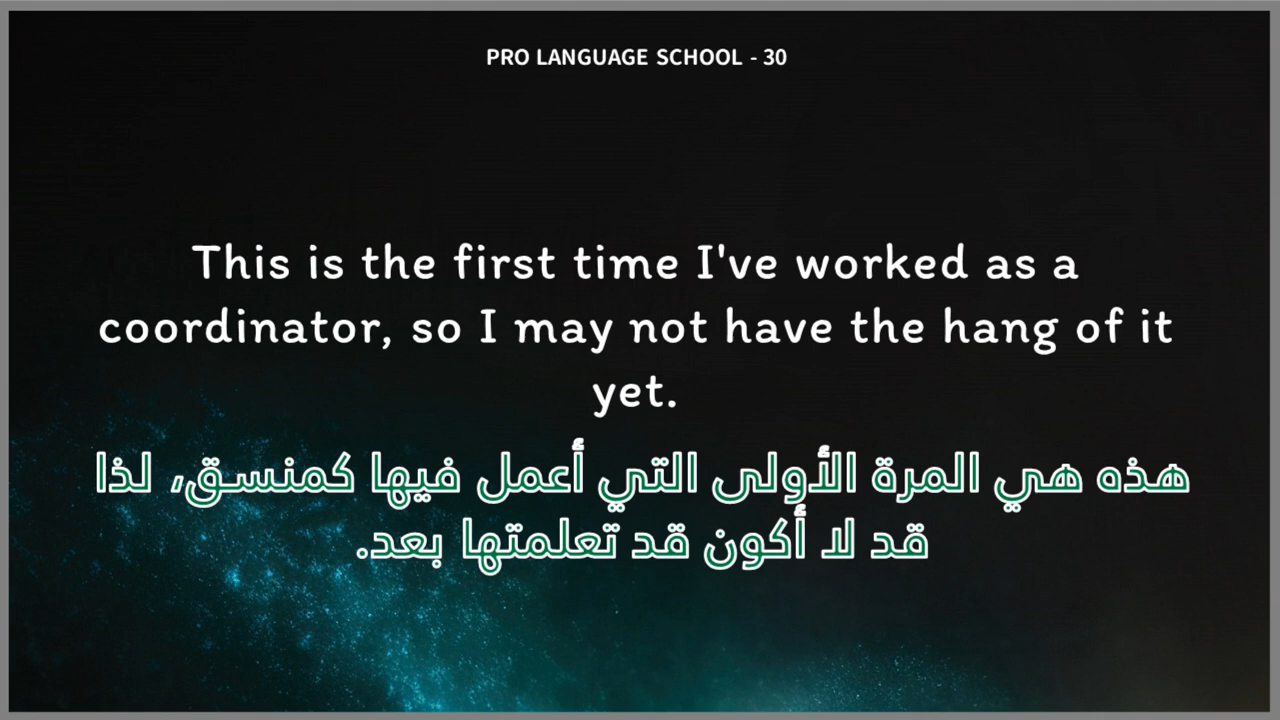 PRO LANGUAGE SCHOOL - 30
This is the first time I've worked as a
coordinator, so I may not have the hang of it
yet.
هذه هي المرة الأولى التي أعمل فيها كمنسق، لذا
قد لا أكون قد تعلمتها بعد.